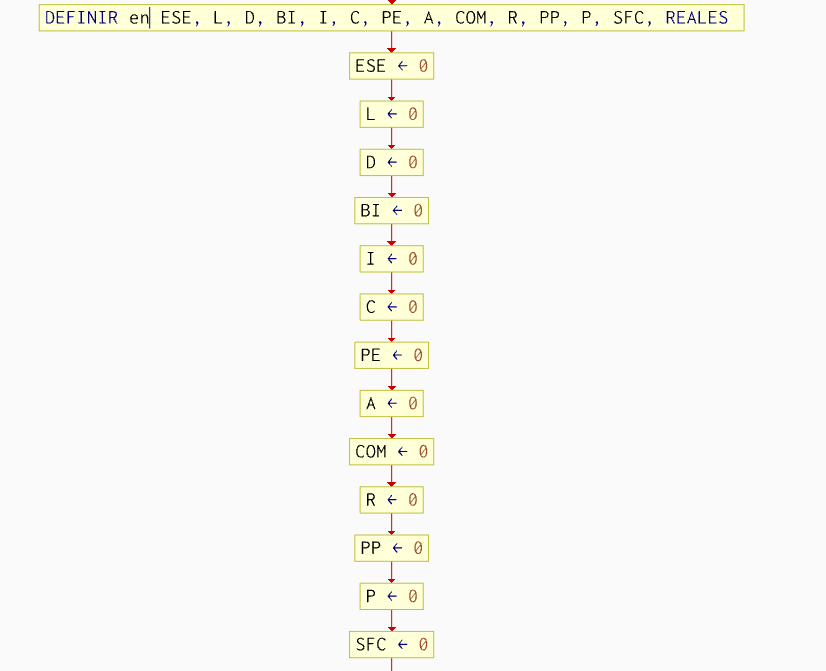 DEFINIR en ESE, L, D, BI, I, C, PE, A, COM, R, PP, P, SFC, REALES
ESE ← 0
L ← 0
D ← 0
BI ← 0
I ← 0
C ← 0
PE ← 0
A ← 0
COM ← 0
R ← 0
PP ← 0
P ← 0
SFC ← 0